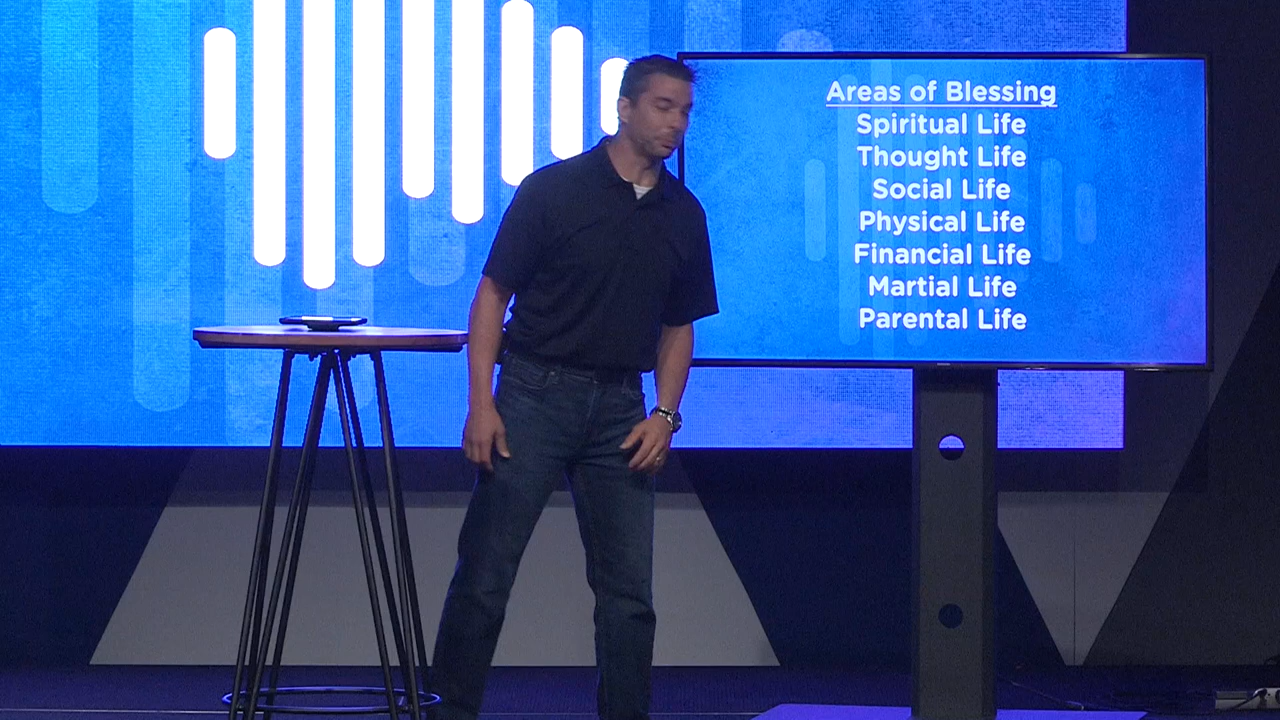 Areas of Blessing
Spiritual Life
Thought Life
Social Life
Physical Life
Financial Life
Martial Life
Parental Life